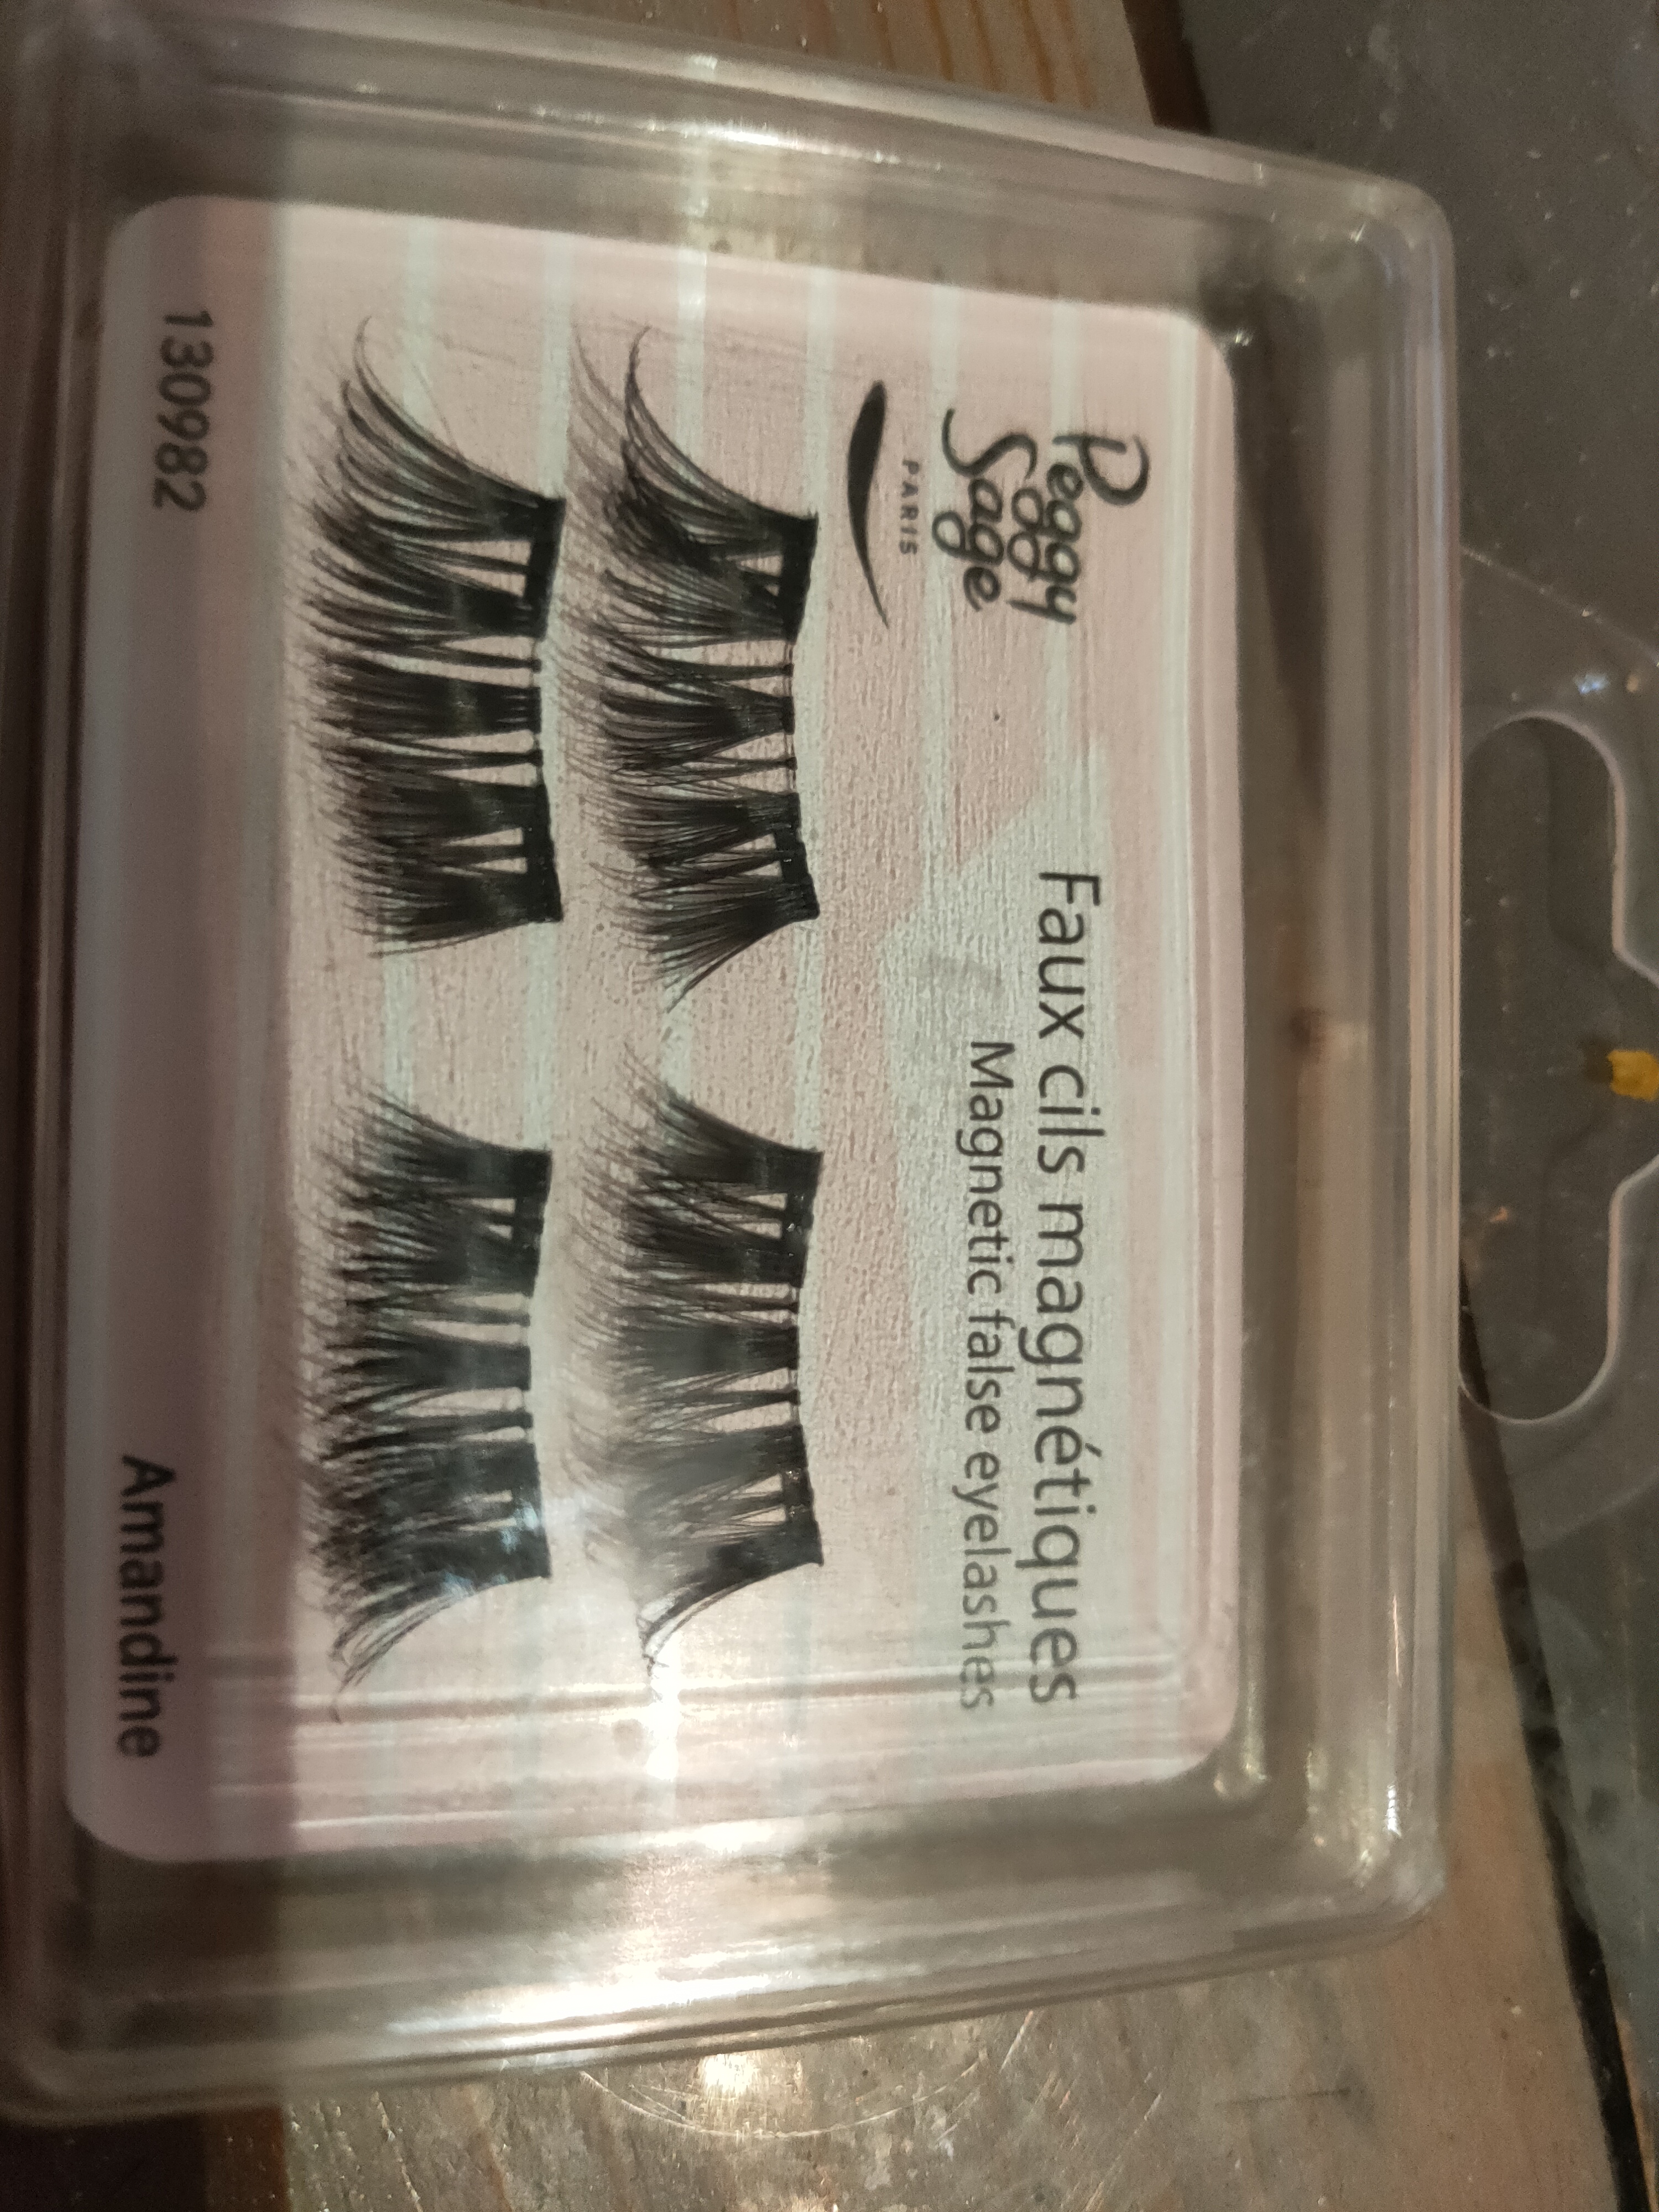 Peggy
Sage
PARIS
Faux cils magnétiques
Magnetic false eyelashes
130982
Amandine